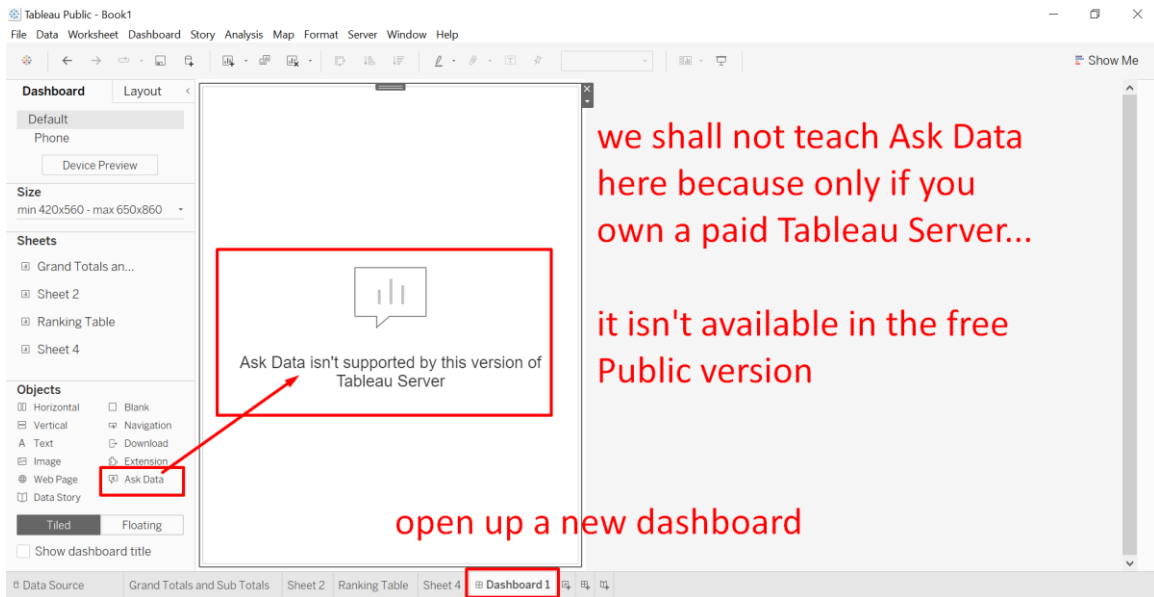 Tableau Public - Book1
File Data Worksheet Dashboard Story Analysis Map Format Server Window Help
Show Me
Dashboard Layout
Default
Phone
Device Preview
Size
min 420x560 - max 650x860
Sheets
Grand Totals an...
Sheet 2
Ranking Table
Sheet 4
Objects
Horizontal Blank
Vertical Navigation
A Text Download
Image Extension
Web Page Ask Data
Data Story
Tiled Floating
Show dashboard title
Ask Data isn't supported by this version of
Tableau Server
we shall not teach Ask Data
here because only if you
own a paid Tableau Server...
it isn't available in the free
Public version
open up a new dashboard
Data Source Grand Totals and Sub Totals Sheet 2 Ranking Table Sheet 4 Dashboard 1